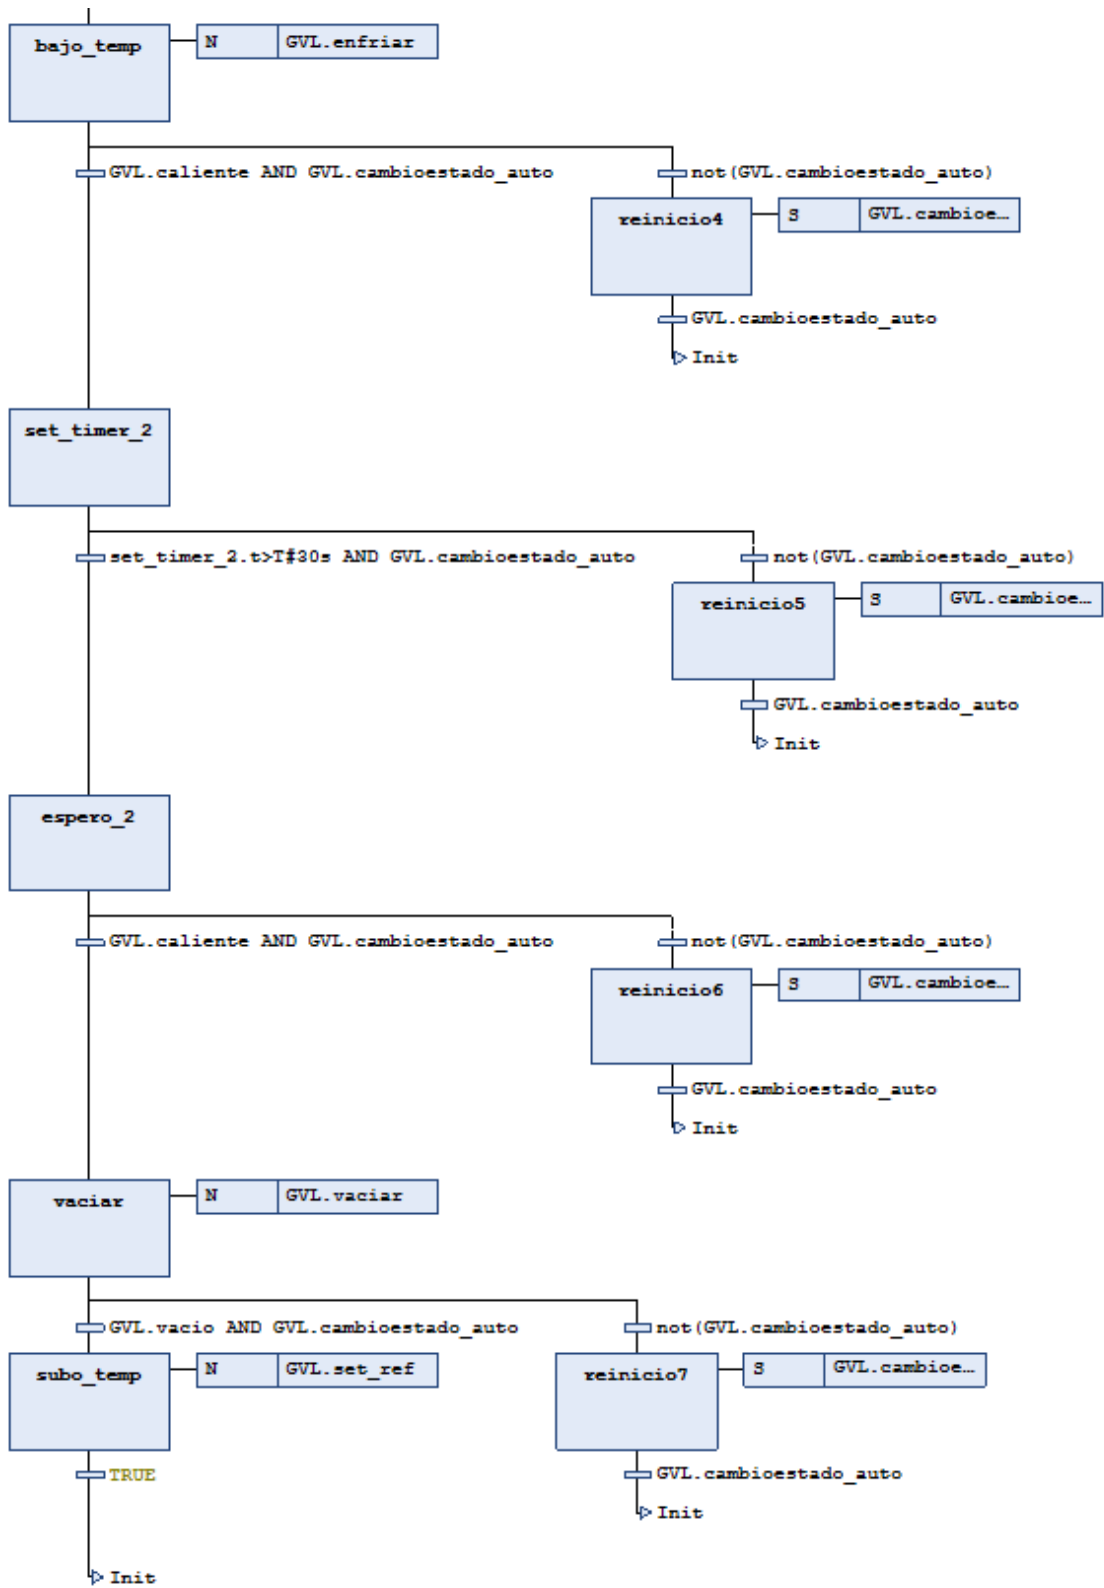 bajo_temp N GVL.enfriar
GVL.caliente AND GVL.cambioestado_auto not(GVL.cambioestado_auto)
reinicio4 S GVL.cambioe…
GVL.cambioestado_auto
Init
set_timer_2
set_timer_2.t>T#30s AND GVL.cambioestado_auto not(GVL.cambioestado_auto)
reinicio5 S GVL.cambioe…
GVL.cambioestado_auto
Init
espero_2
GVL.caliente AND GVL.cambioestado_auto not(GVL.cambioestado_auto)
reinicio6 S GVL.cambioe…
GVL.cambioestado_auto
Init
vaciar N GVL.vaciar
GVL.vacio AND GVL.cambioestado_auto not(GVL.cambioestado_auto)
subo_temp N GVL.set_ref reinicio7 S GVL.cambioe…
TRUE GVL.cambioestado_auto
Init
Init